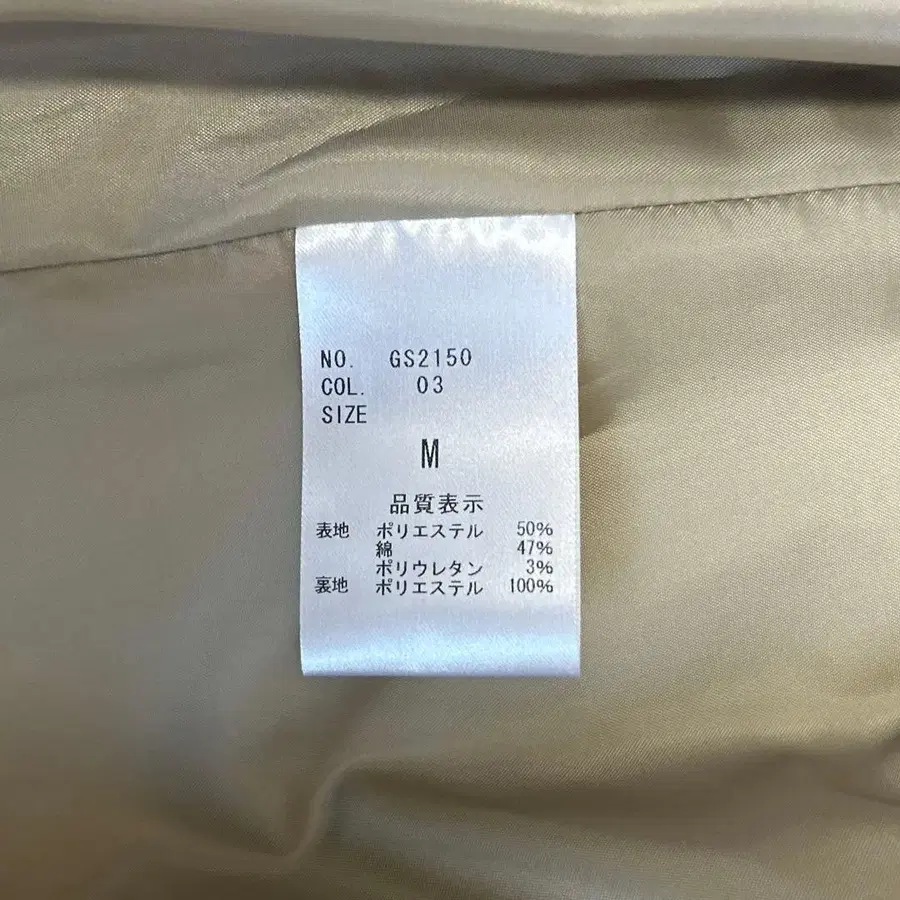 NO. GS2150
COL. 03
SIZE
M
品質表示
表地 ポリエステル 50%
綿 47%
ポリウレタン 3%
裏地 ポリエステル 100%